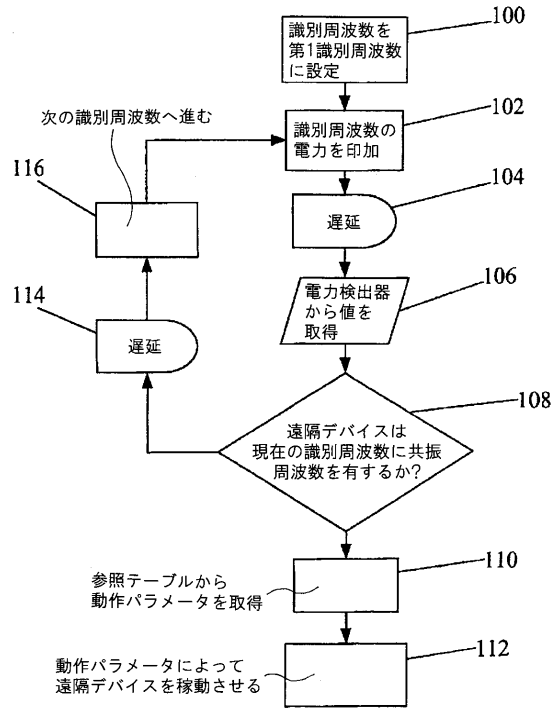 識別周波数を
第1識別周波数
に設定
100
識別周波数の
電力を印加
102
遅延
104
電力検出器
から値を
取得
106
遠隔デバイスは
現在の識別周波数に共振
周波数を有するか?
108
参照テーブルから
動作パラメータを取得
110
動作パラメータによって
遠隔デバイスを稼動させる
112
遅延
114
次の識別周波数へ進む
116